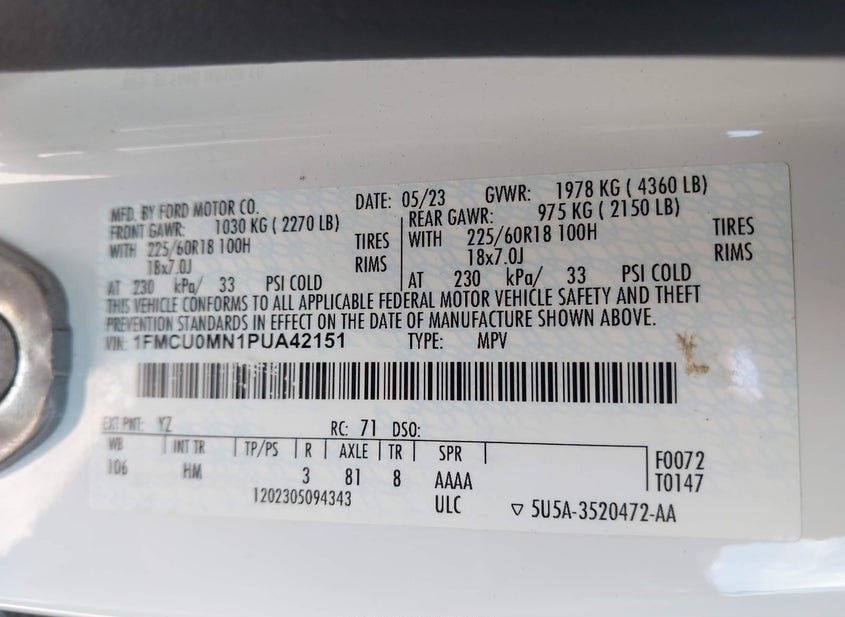 MFD. BY FORD MOTOR CO. DATE: 05/23 GVWR: 1978 KG ( 4360 LB)
FRONT GAWR: 1030 KG ( 2270 LB) REAR GAWR: 975 KG ( 2150 LB)
WITH 225/60R18 100H TIRES WITH 225/60R18 100H TIRES
18x7.0J RIMS 18x7.0J RIMS
AT 230 kPa/ 33 PSI COLD AT 230 kPa/ 33 PSI COLD
THIS VEHICLE CONFORMS TO ALL APPLICABLE FEDERAL MOTOR VEHICLE SAFETY AND THEFT
PREVENTION STANDARDS IN EFFECT ON THE DATE OF MANUFACTURE SHOWN ABOVE.
VIN: 1FMCU0MN1PUA42151 TYPE: MPV
EXT PNT: YZ RC: 71 DSO:
WB INT TR TP/PS R AXLE TR SPR
106 HM 3 81 8 AAAA
F0072
T0147
1202305094343 ULC 5U5A-3520472-AA